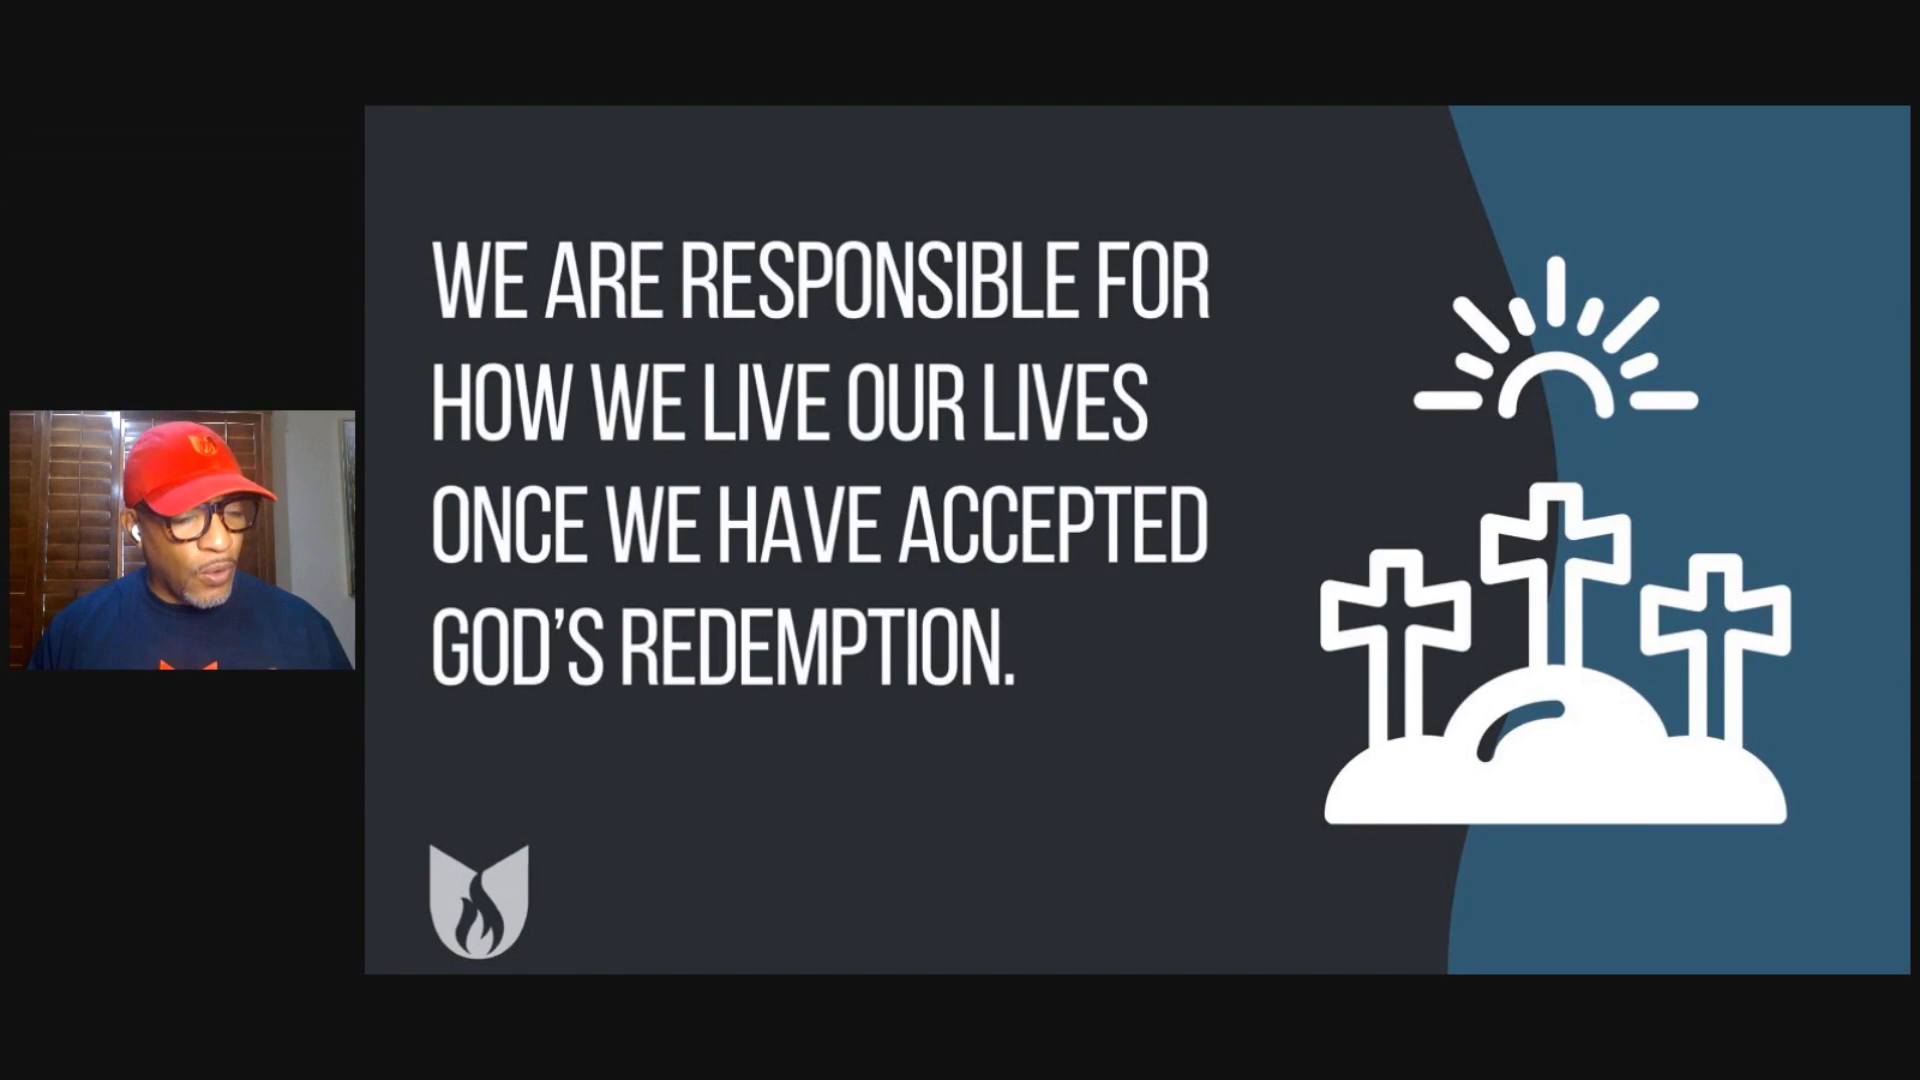 WE ARE RESPONSIBLE FOR
HOW WE LIVE OUR LIVES
ONCE WE HAVE ACCEPTED
GOD’S REDEMPTION.